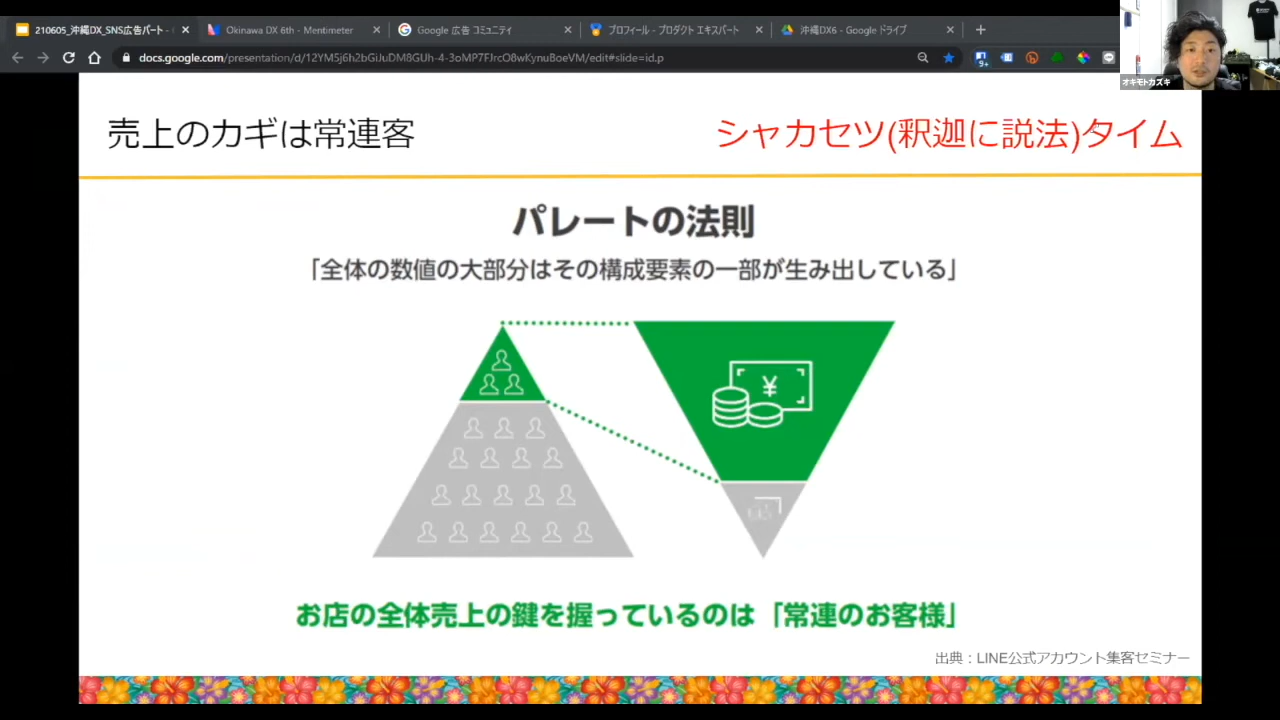 210605_沖縄DX_SNS広告パート -
Okinawa DX 6th - Mentimeter
Google 広告 コミュニティ
プロフィール - プロダクト エキスパート
沖縄DX6 - Google ドライブ
docs.google.com/presentation/d/12YM5j6h2bGiJuDM8GUh-4-3oMP7FJrcO8wKynu8oeVM/edit#slide=id.p
9+
オキモトカズキ
売上のカギは常連客
シャカセツ(釈迦に説法)タイム
パレートの法則
「全体の数値の大部分はその構成要素の一部が生み出している」
¥
お店の全体売上の鍵を握っているのは「常連のお客様」
出典：LINE公式アカウント集客セミナー